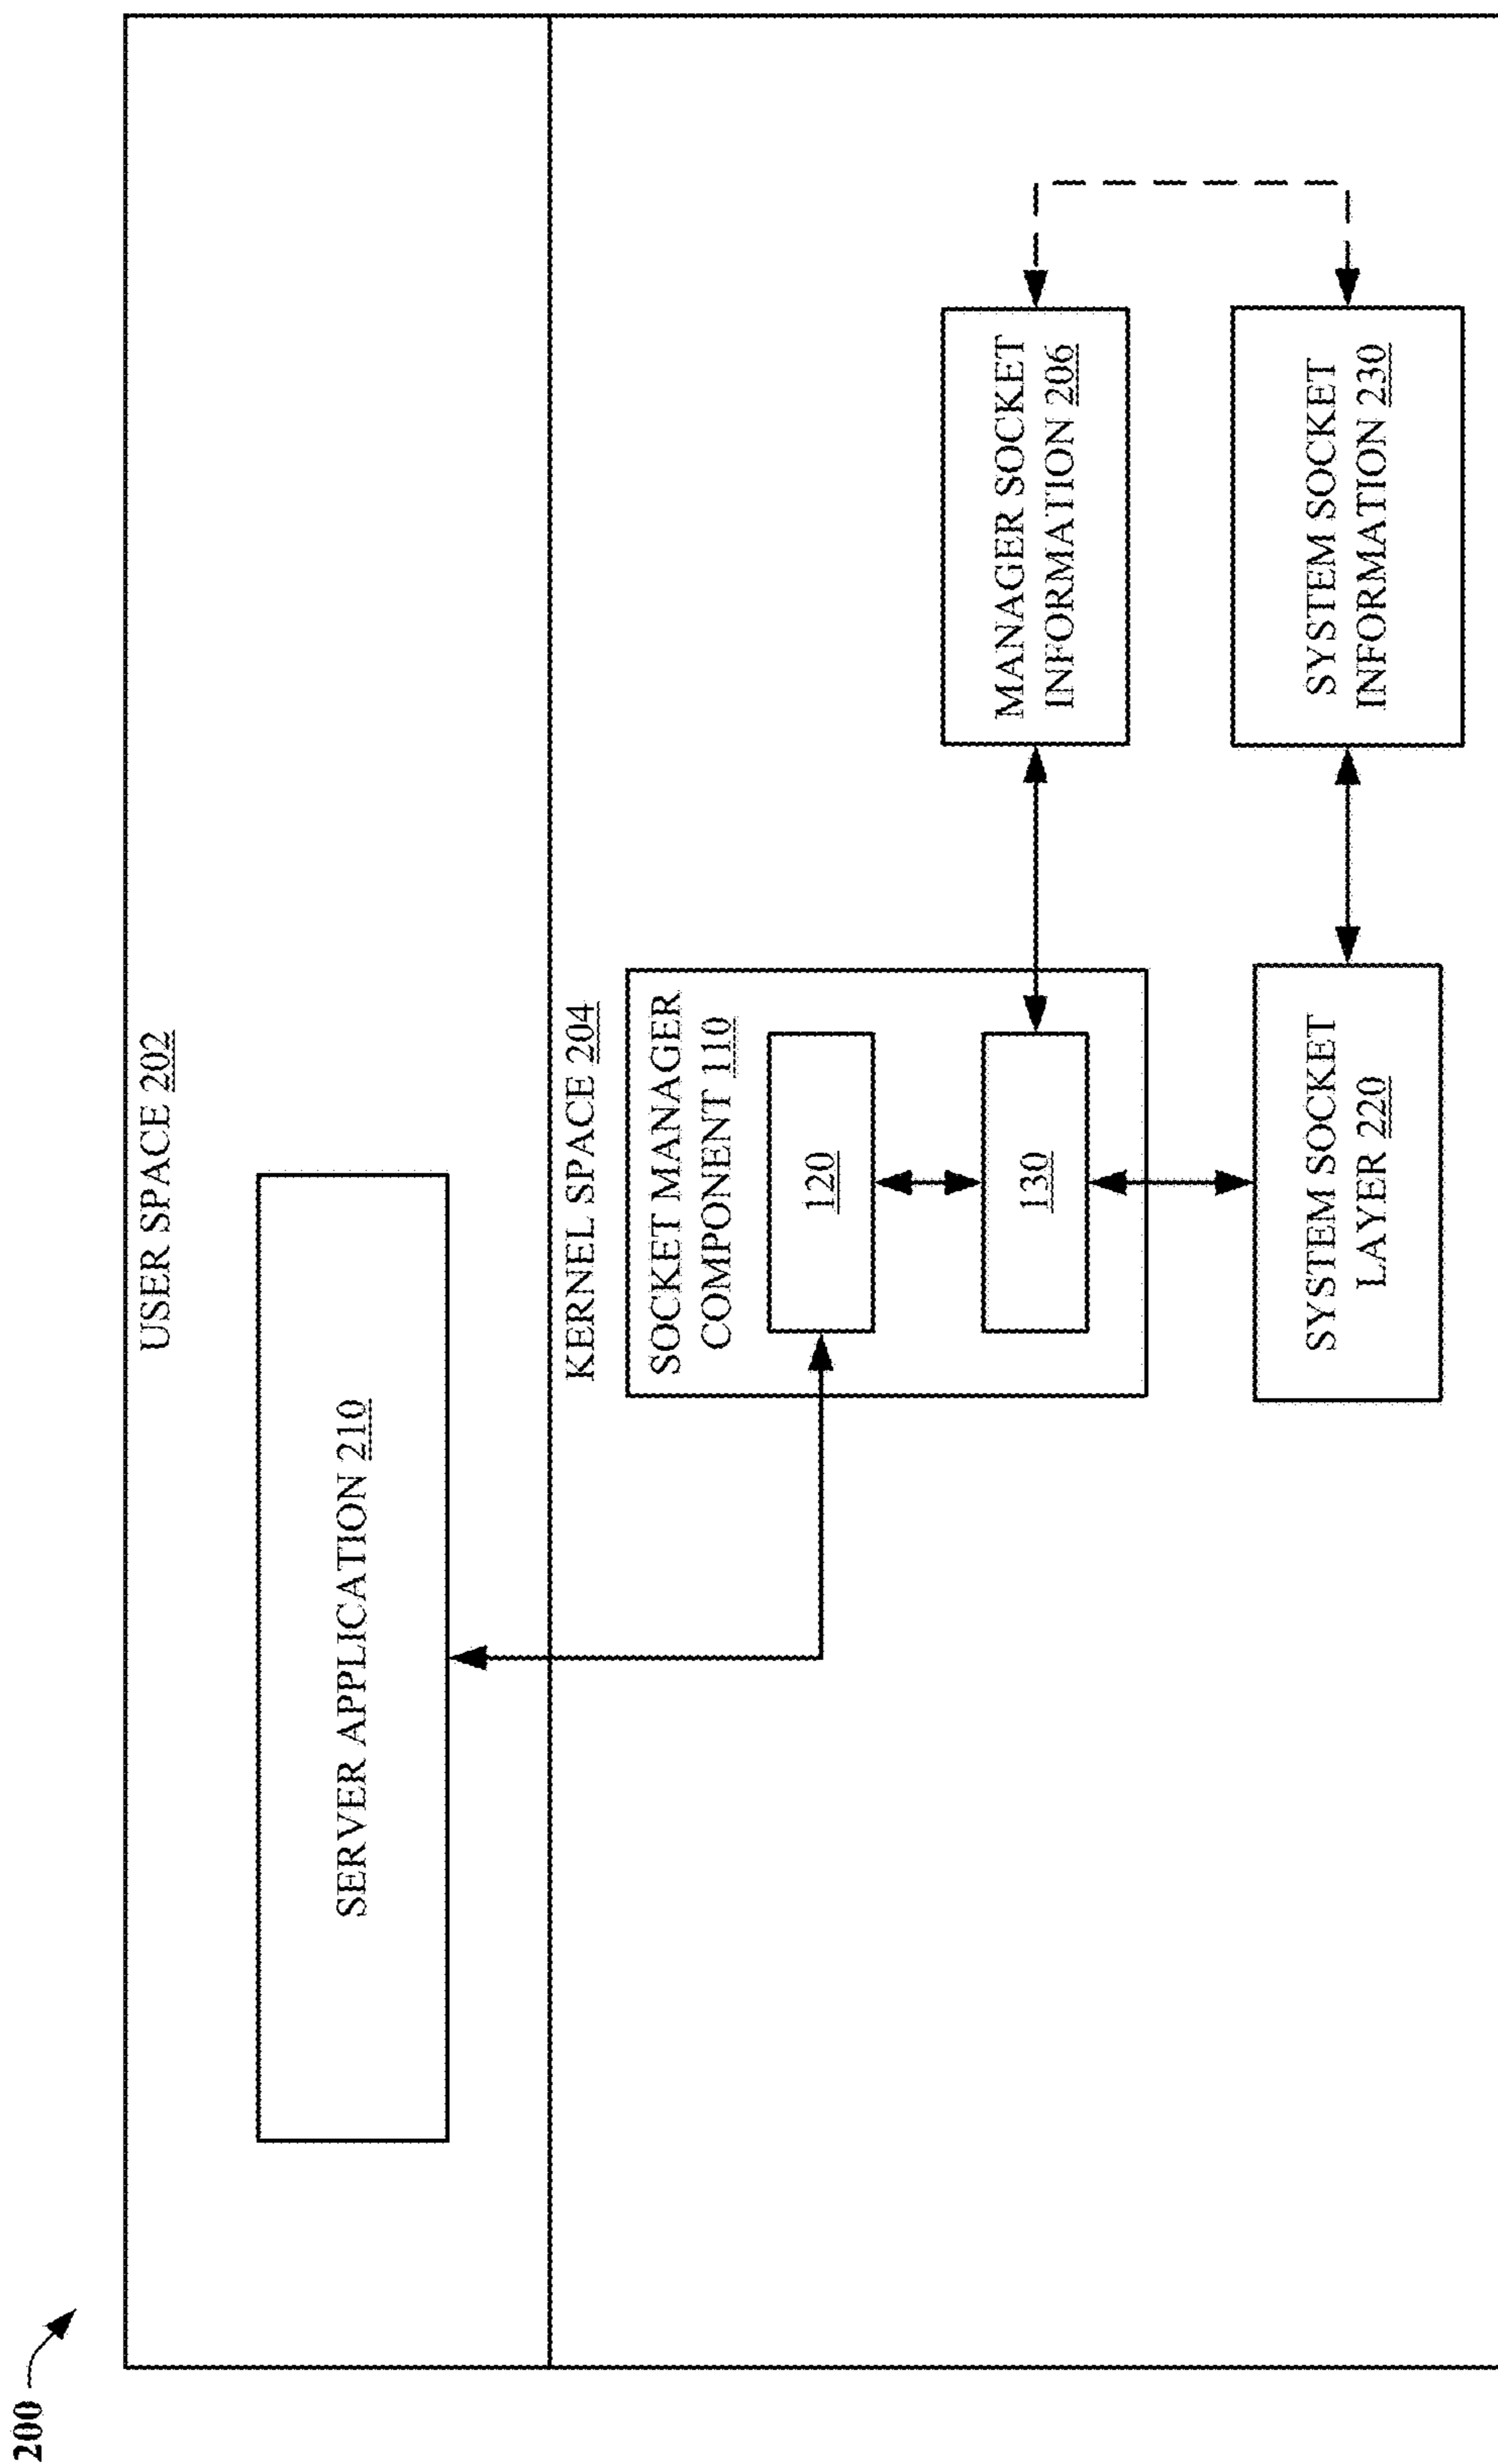 200
USER SPACE 202
SERVER APPLICATION 210
KERNEL SPACE 204
SOCKET MANAGER
COMPONENT 110
120
130
MANAGER SOCKET
INFORMATION 206
SYSTEM SOCKET
LAYER 220
SYSTEM SOCKET
INFORMATION 230